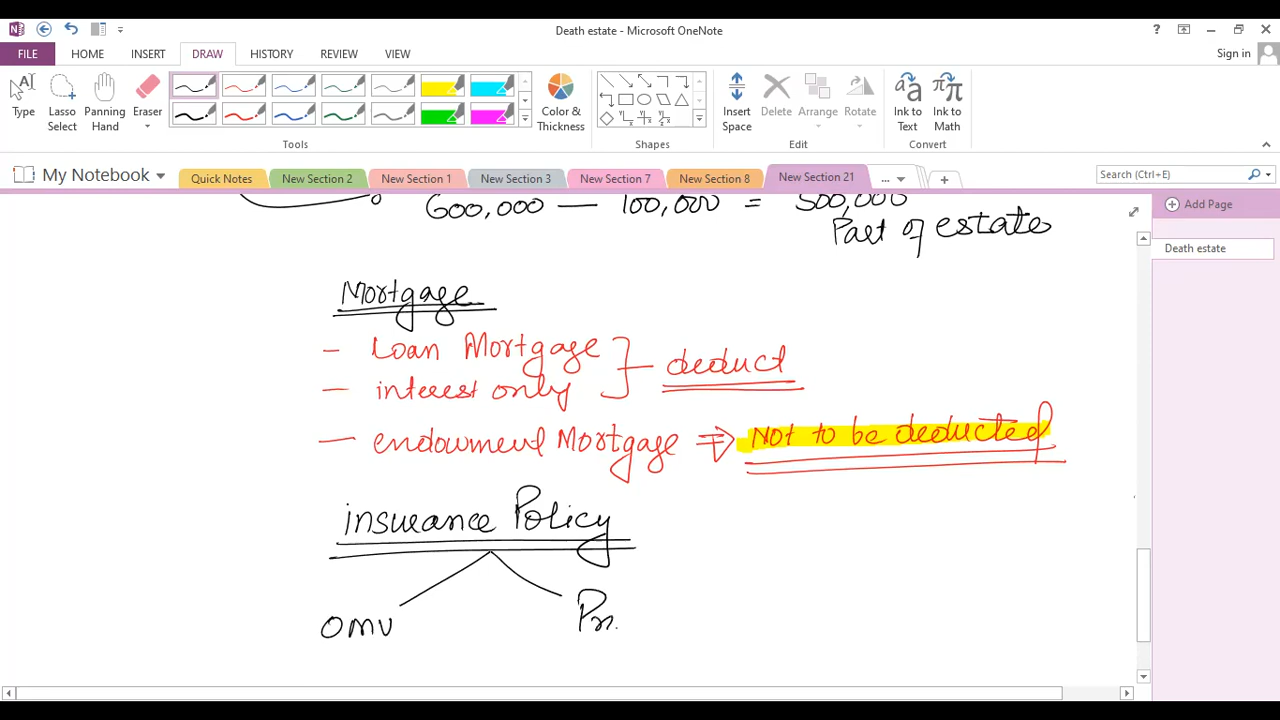 Death estate - Microsoft OneNote
Sign in
FILE HOME INSERT DRAW HISTORY REVIEW VIEW
Type Lasso Select Panning Hand Eraser Color & Thickness Insert Space Delete Arrange Rotate Ink to Text Ink to Math
Tools Shapes Edit Convert
My Notebook Quick Notes New Section 2 New Section 1 New Section 3 New Section 7 New Section 8 New Section 21 ... Search (Ctrl+E)
Add Page
Death estate
600,000 — 100,000 = 500,000
Part of estate
Mortgage
- Loan Mortgage
- interest only
deduct
- endowment Mortgage ⇒ Not to be deducted
insurance Policy
OMV Pr